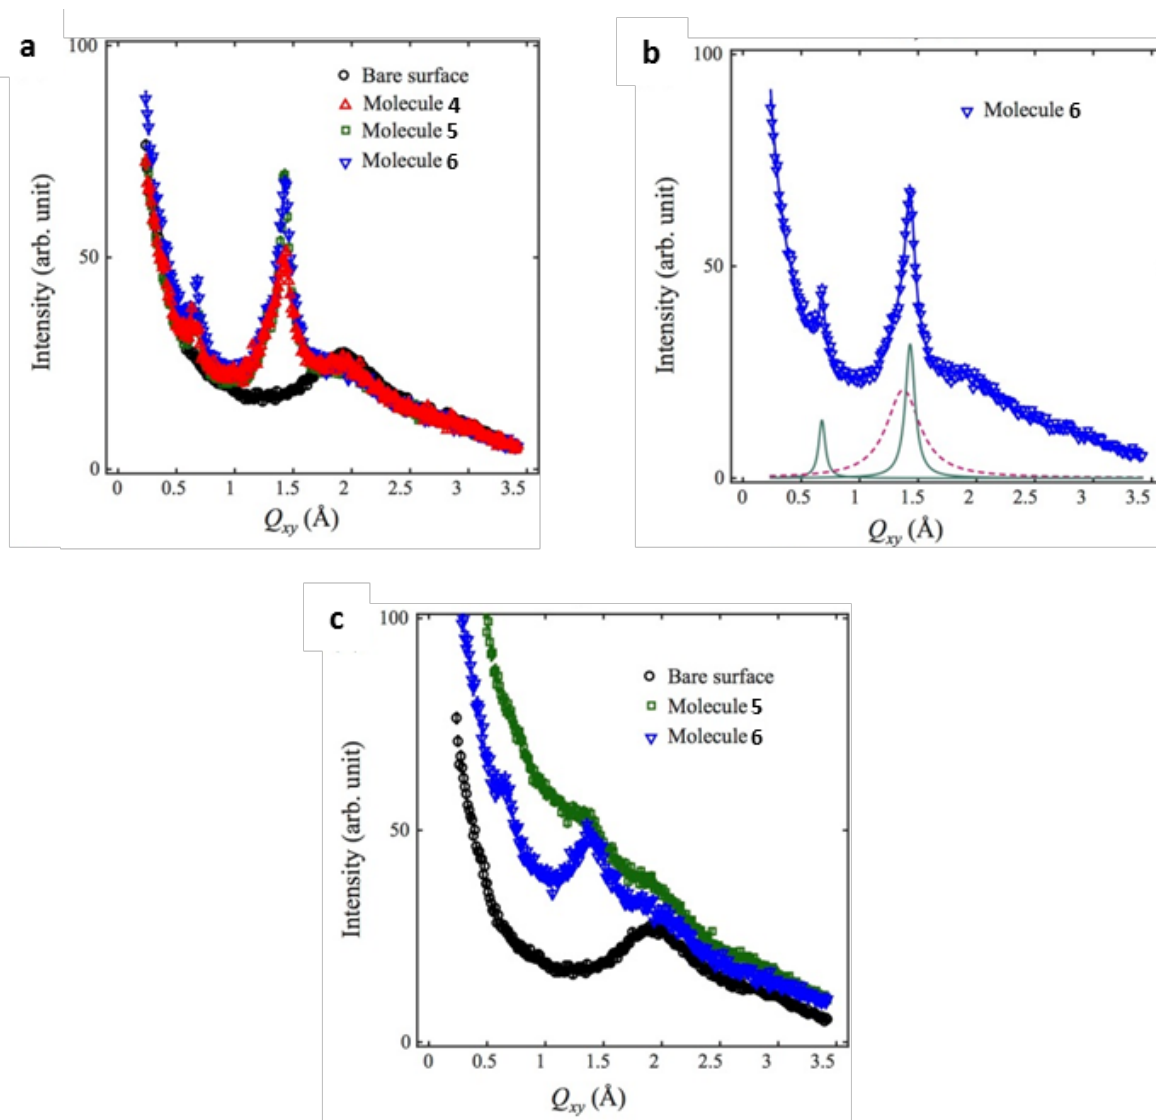 a
100
50
0
Intensity (arb. unit)
Bare surface
Molecule 4
Molecule 5
Molecule 6
0 0.5 1 1.5 2 2.5 3 3.5
Qxy (Å)
b
100
50
0
Intensity (arb. unit)
Molecule 6
0 0.5 1 1.5 2 2.5 3 3.5
Qxy (Å)
c
100
50
0
Intensity (arb. unit)
Bare surface
Molecule 5
Molecule 6
0 0.5 1 1.5 2 2.5 3 3.5
Qxy (Å)